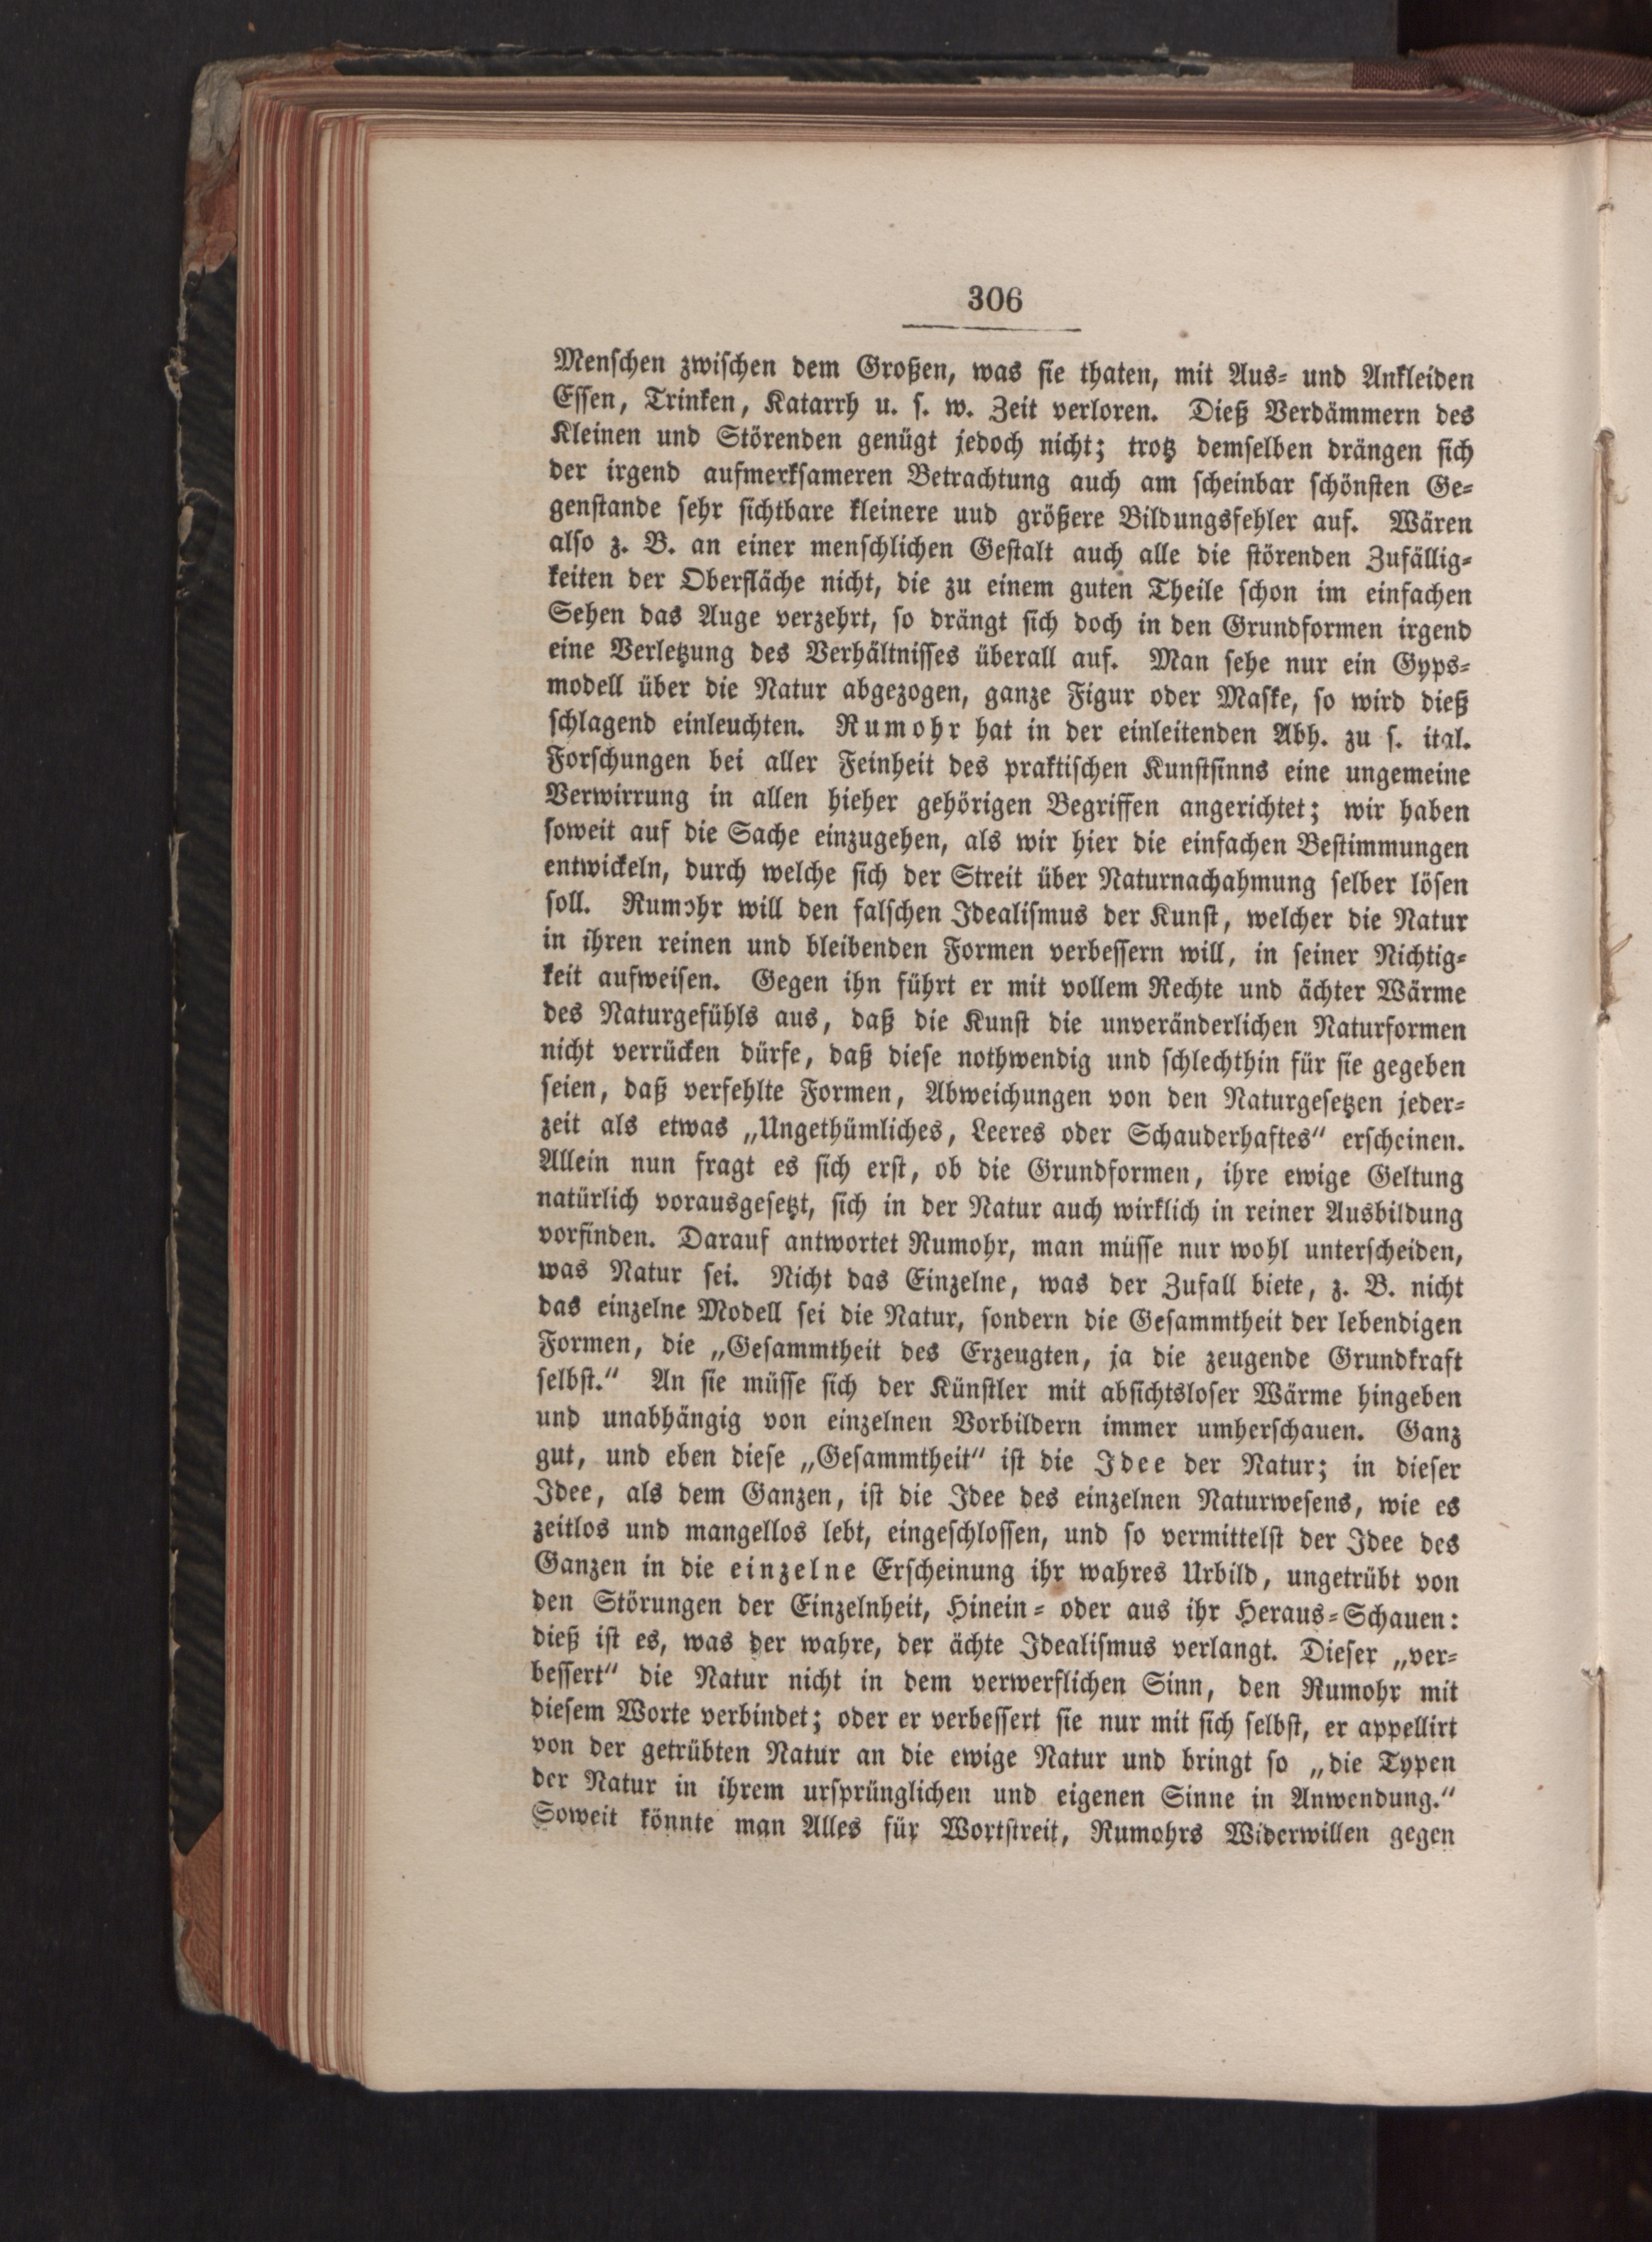 306
Menschen zwischen dem Großen, was sie thaten, mit Aus- und Ankleiden
Essen, Trinken, Katarrh u. s. w. Zeit verloren. Dieß Verdämmern des
Kleinen und Störenden genügt jedoch nicht; trotz demselben drängen sich
der irgend aufmerksameren Betrachtung auch am scheinbar schönsten Ge-
genstande sehr sichtbare kleinere uud größere Bildungsfehler auf. Wären
also z. B. an einer menschlichen Gestalt auch alle die störenden Zufällig-
keiten der Oberfläche nicht, die zu einem guten Theile schon im einfachen
Sehen das Auge verzehrt, so drängt sich doch in den Grundformen irgend
eine Verletzung des Verhältnisses überall auf. Man sehe nur ein Gyps-
modell über die Natur abgezogen, ganze Figur oder Maske, so wird dieß
schlagend einleuchten. Rumohr hat in der einleitenden Abh. zu s. ital.
Forschungen bei aller Feinheit des praktischen Kunstsinns eine ungemeine
Verwirrung in allen hieher gehörigen Begriffen angerichtet; wir haben
soweit auf die Sache einzugehen, als wir hier die einfachen Bestimmungen
entwickeln, durch welche sich der Streit über Naturnachahmung selber lösen
soll. Rumohr will den falschen Idealismus der Kunst, welcher die Natur
in ihren reinen und bleibenden Formen verbessern will, in seiner Nichtig-
keit aufweisen. Gegen ihn führt er mit vollem Rechte und ächter Wärme
des Naturgefühls aus, daß die Kunst die unveränderlichen Naturformen
nicht verrücken dürfe, daß diese nothwendig und schlechthin für sie gegeben
seien, daß verfehlte Formen, Abweichungen von den Naturgesetzen jeder-
zeit als etwas „Ungethümliches, Leeres oder Schauderhaftes“ erscheinen.
Allein nun fragt es sich erst, ob die Grundformen, ihre ewige Geltung
natürlich vorausgesetzt, sich in der Natur auch wirklich in reiner Ausbildung
vorfinden. Darauf antwortet Rumohr, man müsse nur wohl unterscheiden,
was Natur sei. Nicht das Einzelne, was der Zufall biete, z. B. nicht
das einzelne Modell sei die Natur, sondern die Gesammtheit der lebendigen
Formen, die „Gesammtheit des Erzeugten, ja die zeugende Grundkraft
selbst.“ An sie müsse sich der Künstler mit absichtsloser Wärme hingeben
und unabhängig von einzelnen Vorbildern immer umherschauen. Ganz
gut, und eben diese „Gesammtheit“ ist die Idee der Natur; in dieser
Idee, als dem Ganzen, ist die Idee des einzelnen Naturwesens, wie es
zeitlos und mangellos lebt, eingeschlossen, und so vermittelst der Idee des
Ganzen in die einzelne Erscheinung ihr wahres Urbild, ungetrübt von
den Störungen der Einzelnheit, Hinein- oder aus ihr Heraus-Schauen:
dieß ist es, was der wahre, der ächte Idealismus verlangt. Dieser „ver-
bessert“ die Natur nicht in dem verwerflichen Sinn, den Rumohr mit
diesem Worte verbindet; oder er verbessert sie nur mit sich selbst, er appellirt
von der getrübten Natur an die ewige Natur und bringt so „die Typen
der Natur in ihrem ursprünglichen und eigenen Sinne in Anwendung.“
Soweit könnte man Alles für Wortstreit, Rumohrs Widerwillen gegen